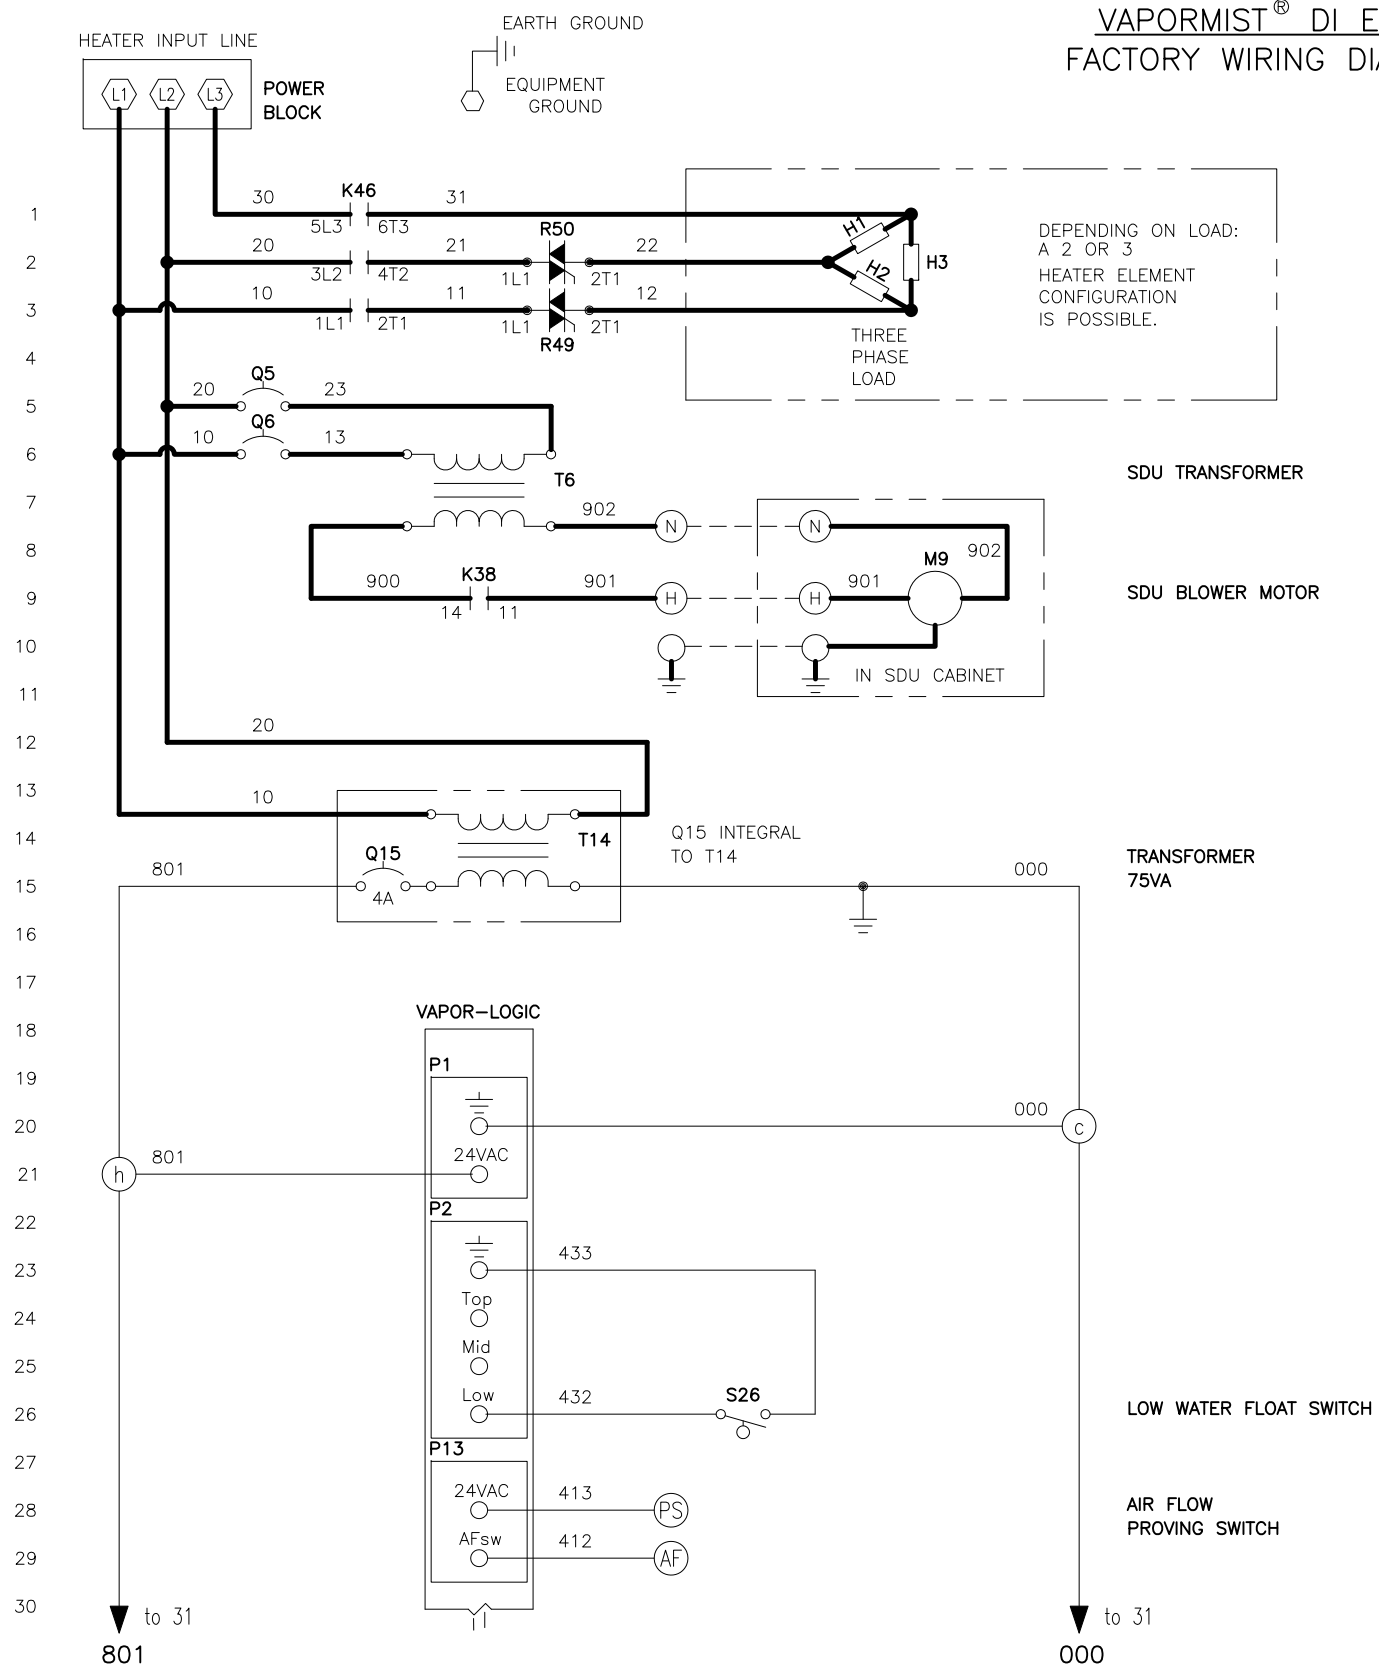 VAPORMIST® DI E
FACTORY WIRING DIA
EARTH GROUND
HEATER INPUT LINE
EQUIPMENT
GROUND
L1 L2 L3
POWER
BLOCK
1
30 K46 31
5L3 6T3
2
20 21 R50 22
3L2 4T2 1L1 2T1
3
10 11 12
1L1 2T1 1L1 2T1
R49
H1
H2
H3
DEPENDING ON LOAD:
A 2 OR 3
HEATER ELEMENT
CONFIGURATION
IS POSSIBLE.
THREE
PHASE
LOAD
4
5
20 Q5 23
6
10 Q6 13
T6
SDU TRANSFORMER
7
902 N N
902
8
9
900 K38 901 H H 901 M9
14 11
SDU BLOWER MOTOR
10
IN SDU CABINET
11
12
20
13
10
14
T14
Q15 INTEGRAL
TO T14
TRANSFORMER
75VA
15
801 Q15 000
4A
16
17
VAPOR-LOGIC
18
19
P1
20
000 c
24VAC
21
h 801
22
P2
23
433
24
Top
25
Mid
26
Low 432 S26
LOW WATER FLOAT SWITCH
27
P13
28
24VAC 413 PS
AIR FLOW
PROVING SWITCH
29
AFsw 412 AF
30
to 31 to 31
801 000